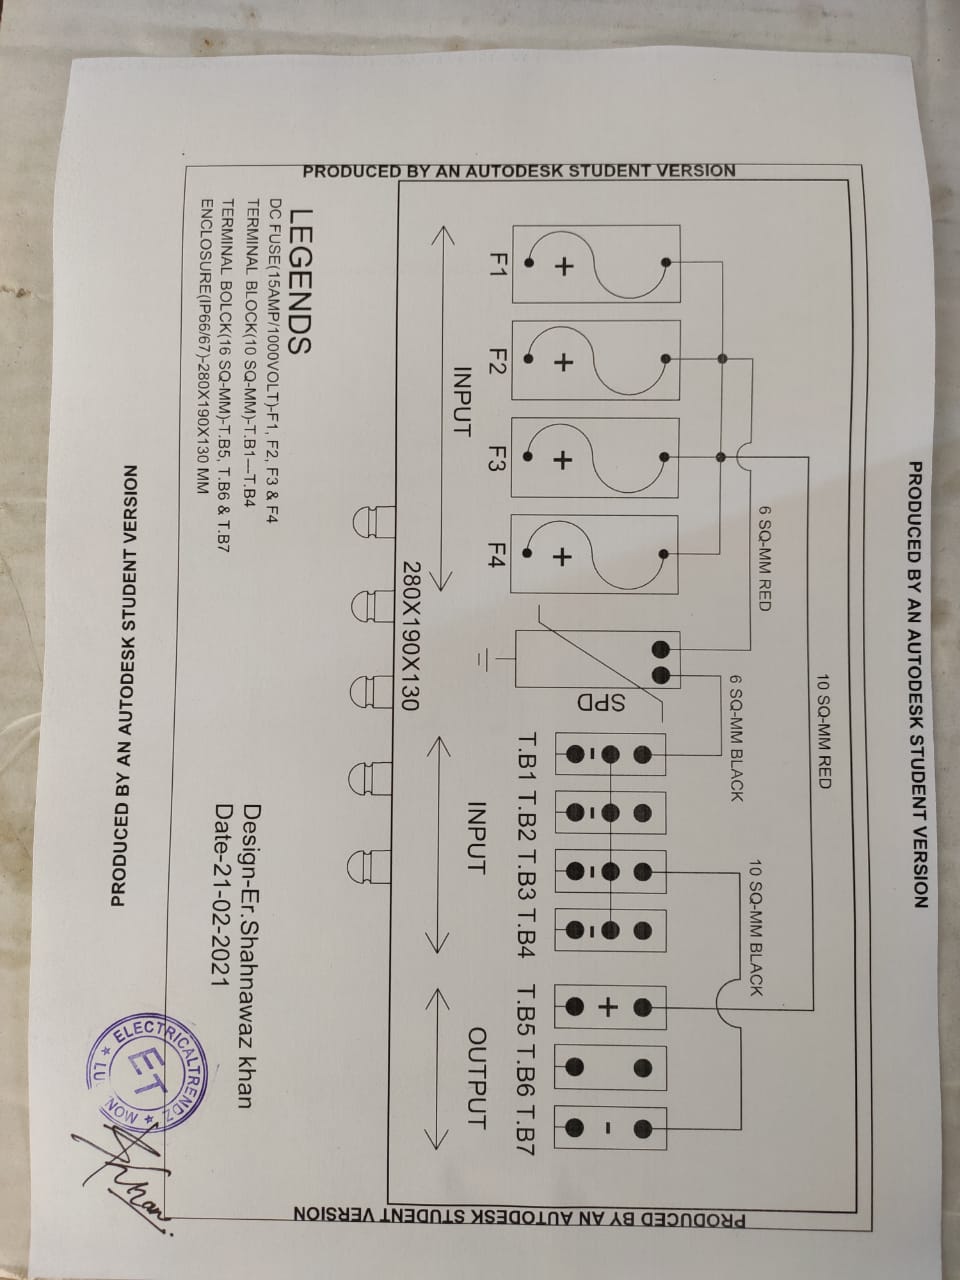 PRODUCED BY AN AUTODESK STUDENT VERSION
PRODUCED BY AN AUTODESK STUDENT VERSION
10 SQ-MM RED
6 SQ-MM RED
6 SQ-MM BLACK
10 SQ-MM BLACK
+ + + + SPD - - - - + -
F1 F2 F3 F4 T.B1 T.B2 T.B3 T.B4 T.B5 T.B6 T.B7
INPUT INPUT OUTPUT
280X190X130
LEGENDS
DC FUSE(15AMP/1000VOLT)-F1, F2, F3 & F4
TERMINAL BLOCK(10 SQ-MM)-T.B1—T.B4
TERMINAL BOLCK(16 SQ-MM)-T.B5, T.B6 & T.B7
ENCLOSURE(IP66/67)-280X190X130 MM
Design-Er.Shahnawaz khan
Date-21-02-2021
ELECTRICALTRENDZ
ET
PRODUCED BY AN AUTODESK STUDENT VERSION
PRODUCED BY AN AUTODESK STUDENT VERSION